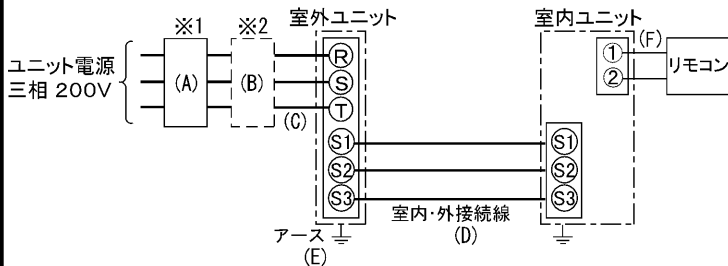 ※1
※2
室外ユニット
室内ユニット
ユニット電源
三相 200V
(A)
(B)
(C)
R
S
T
S1
S2
S3
室内・外接続線
(D)
アース
(E)
1
2
(F)
リモコン
S1
S2
S3